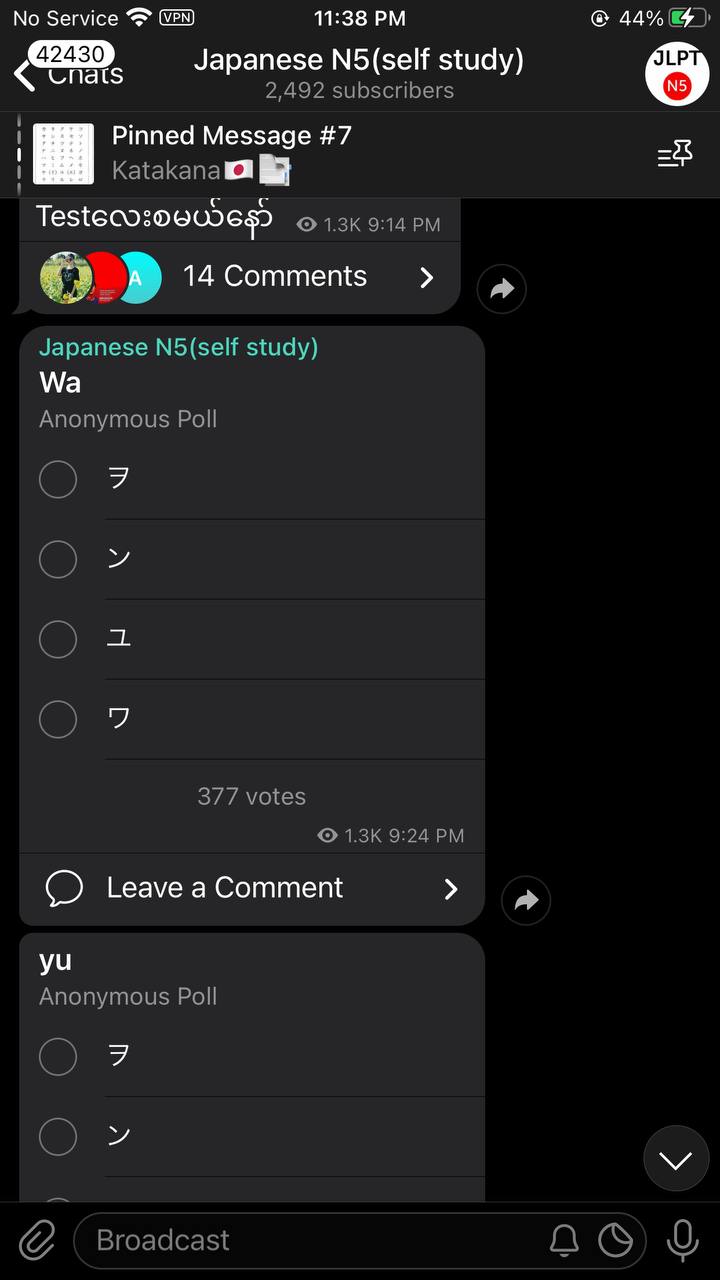 No Service VPN 11:38 PM 44%
42430
Chats
Japanese N5(self study)
2,492 subscribers
JLPT
N5
Pinned Message #7
Katakana🇯🇵
Testလေးစမယ်နော် 1.3K 9:14 PM
A
14 Comments
Japanese N5(self study)
Wa
Anonymous Poll
ヲ
ン
ユ
ワ
377 votes
1.3K 9:24 PM
Leave a Comment
yu
Anonymous Poll
ヲ
ン
Broadcast